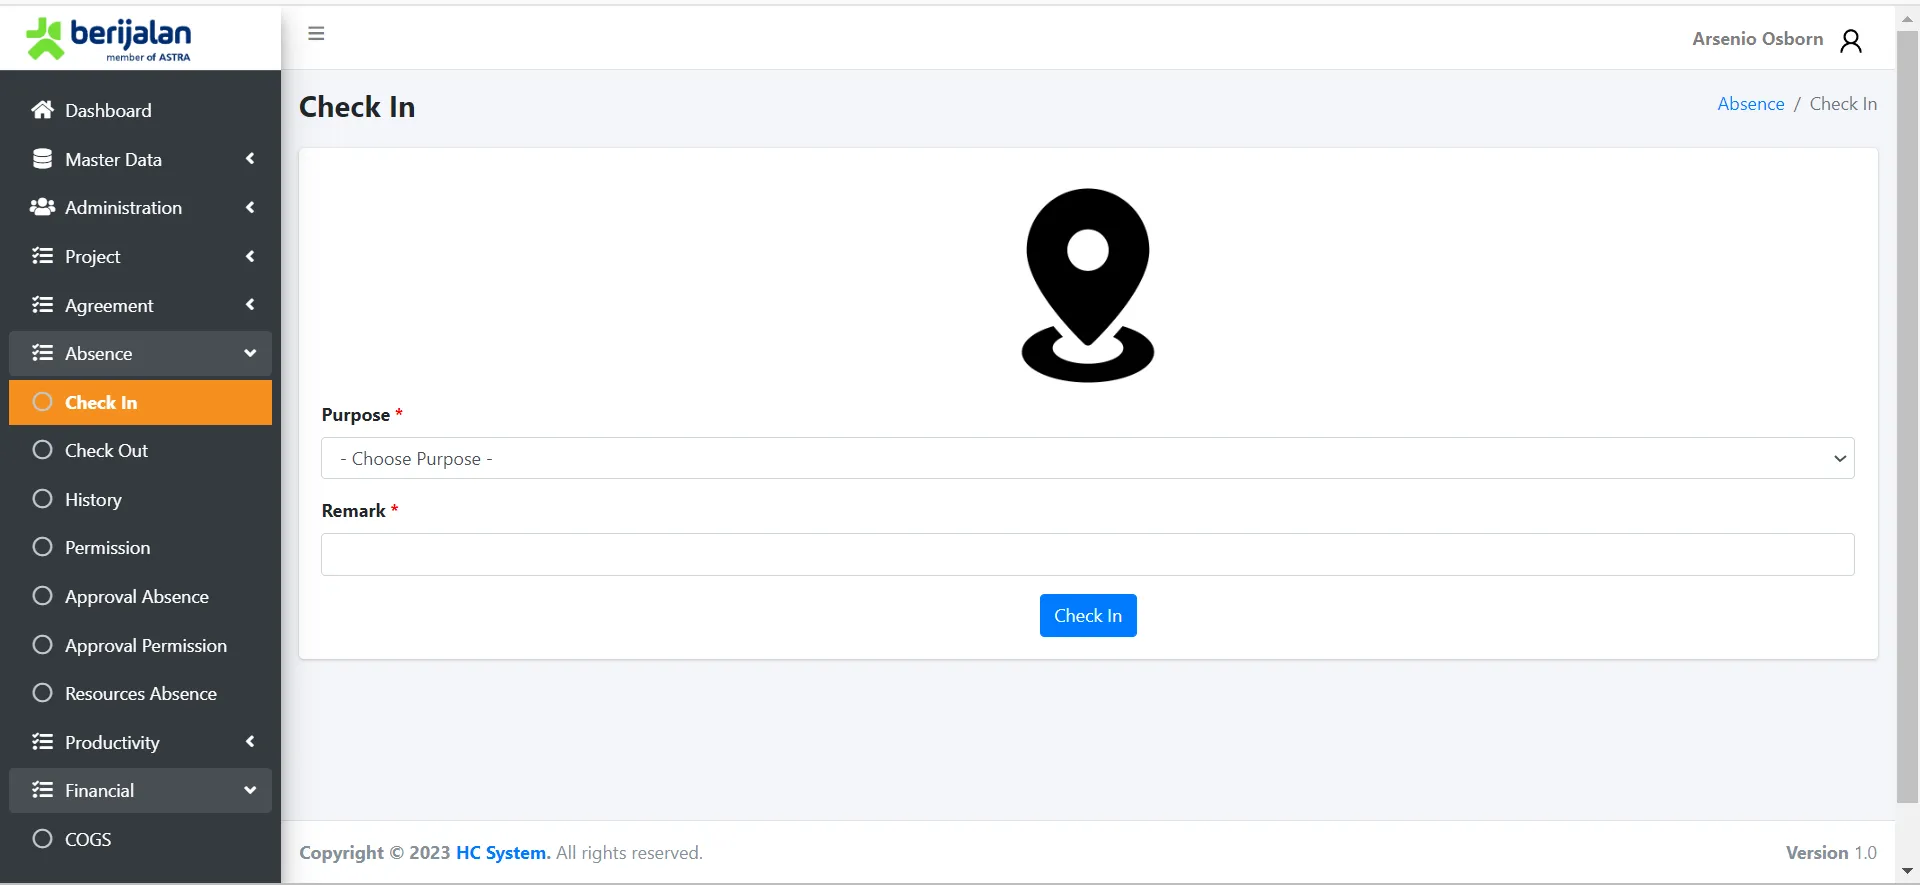 berijalan
member of ASTRA
Arsenio Osborn
Check In
Absence / Check In
Dashboard
Master Data
Administration
Project
Agreement
Absence
Check In
Check Out
History
Permission
Approval Absence
Approval Permission
Resources Absence
Productivity
Financial
COGS
Purpose *
- Choose Purpose -
Remark *
Check In
Copyright © 2023 HC System. All rights reserved.
Version 1.0